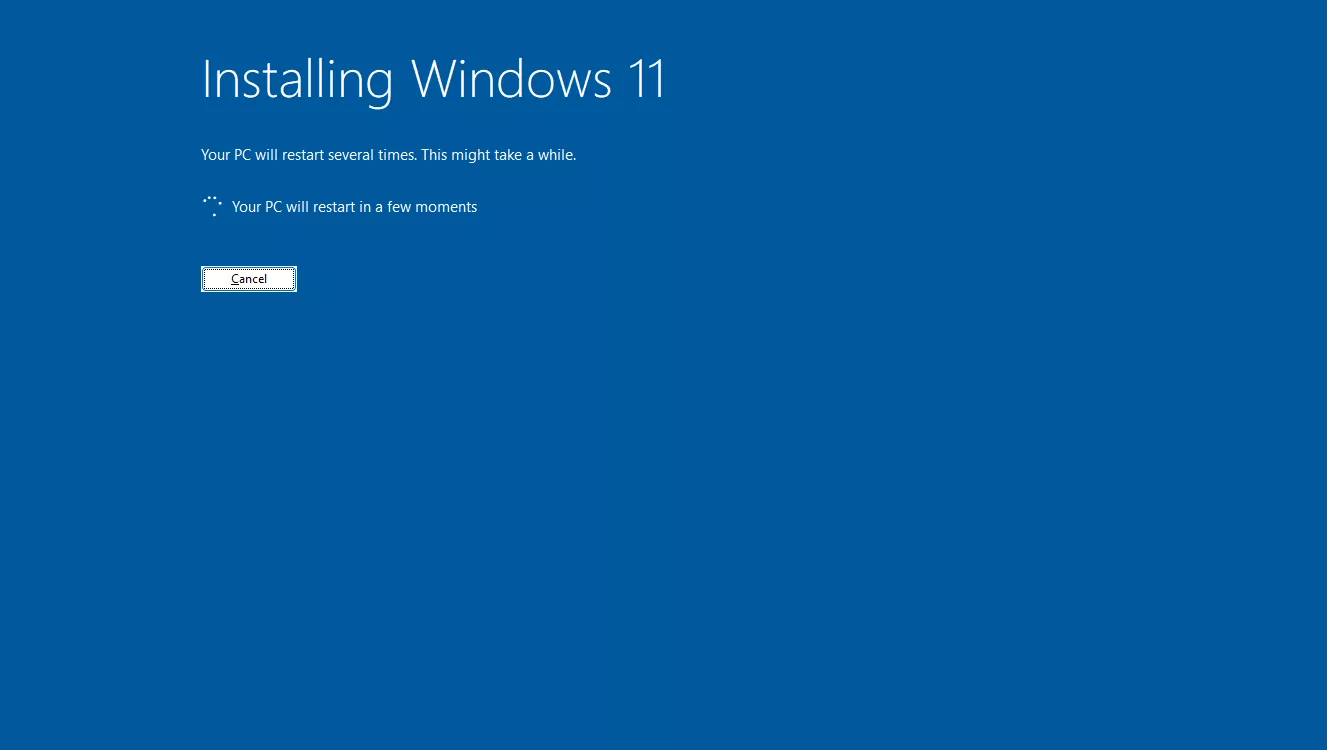 Installing Windows 11
Your PC will restart several times. This might take a while.
Your PC will restart in a few moments
Cancel